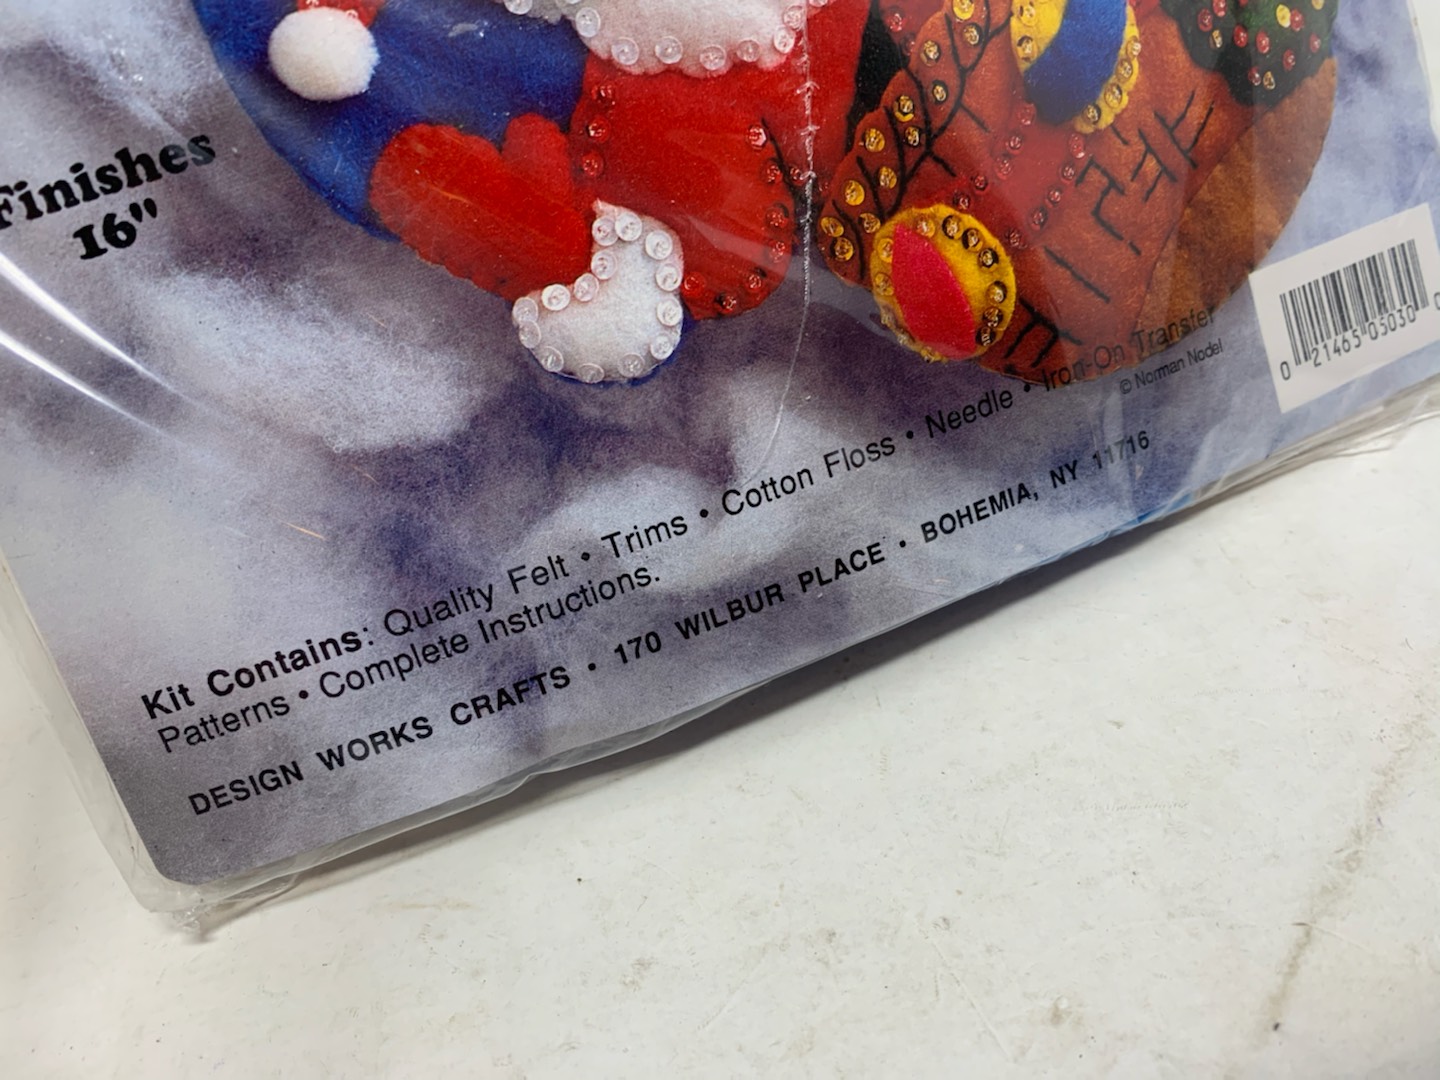 Finishes
16"
Kit Contains: Quality Felt • Trims • Cotton Floss • Needle • Iron-On Transfer
Patterns • Complete Instructions.
© Norman Nodel
DESIGN WORKS CRAFTS • 170 WILBUR PLACE • BOHEMIA, NY 11716
0 21465 05030 0